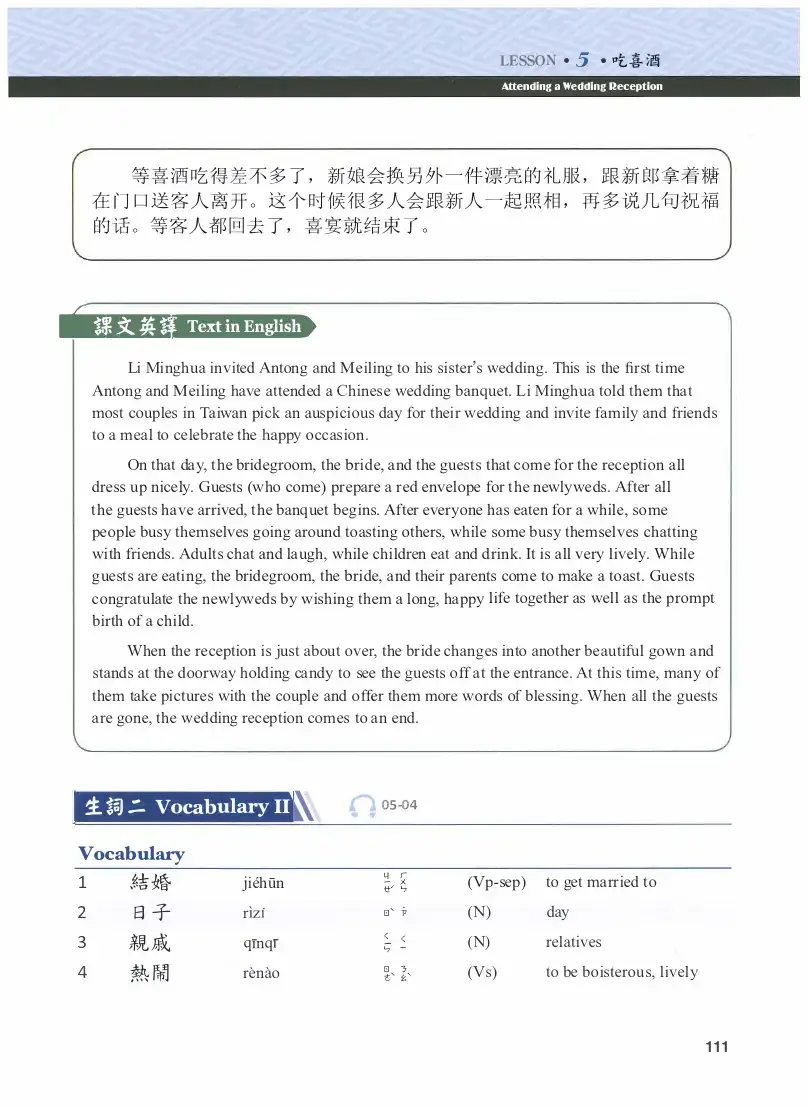 LESSON • 5 • 吃喜酒
Attending a Wedding Reception
等喜酒吃得差不多了，新娘会换另外一件漂亮的礼服，跟新郎拿着糖
在门口送客人离开。这个时候很多人会跟新人一起照相，再多说几句祝福
的话。等客人都回去了，喜宴就结束了。
課文英譯 Text in English
Li Minghua invited Antong and Meiling to his sister's wedding. This is the first time
Antong and Meiling have attended a Chinese wedding banquet. Li Minghua told them that
most couples in Taiwan pick an auspicious day for their wedding and invite family and friends
to a meal to celebrate the happy occasion.
On that day, the bridegroom, the bride, and the guests that come for the reception all
dress up nicely. Guests (who come) prepare a red envelope for the newlyweds. After all
the guests have arrived, the banquet begins. After everyone has eaten for a while, some
people busy themselves going around toasting others, while some busy themselves chatting
with friends. Adults chat and laugh, while children eat and drink. It is all very lively. While
guests are eating, the bridegroom, the bride, and their parents come to make a toast. Guests
congratulate the newlyweds by wishing them a long, happy life together as well as the prompt
birth of a child.
When the reception is just about over, the bride changes into another beautiful gown and
stands at the doorway holding candy to see the guests off at the entrance. At this time, many of
them take pictures with the couple and offer them more words of blessing. When all the guests
are gone, the wedding reception comes to an end.
生詞二 Vocabulary II 05-04
Vocabulary
1 結婚 jiéhūn ㄐㄧㄝˊ ㄏㄨㄣ (Vp-sep) to get married to
2 日子 rìzi ㄖˋ ㄗ˙ (N) day
3 親戚 qīnqī ㄑㄧㄣ ㄑㄧ (N) relatives
4 熱鬧 rènào ㄖㄜˋ ㄋㄠˋ (Vs) to be boisterous, lively
111